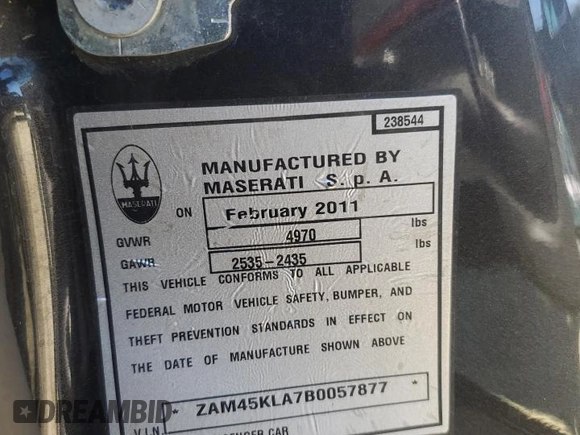 238544
MASERATI
MANUFACTURED BY
MASERATI S. p. A.
ON February 2011
GVWR 4970 lbs
GAWR 2535-2435 lbs
THIS VEHICLE CONFORMS TO ALL APPLICABLE
FEDERAL MOTOR VEHICLE SAFETY, BUMPER, AND
THEFT PREVENTION STANDARDS IN EFFECT ON
THE DATE OF MANUFACTURE SHOWN ABOVE
* ZAM45KLA7B0057877 *
V.I.N. CAR
DREAMBID